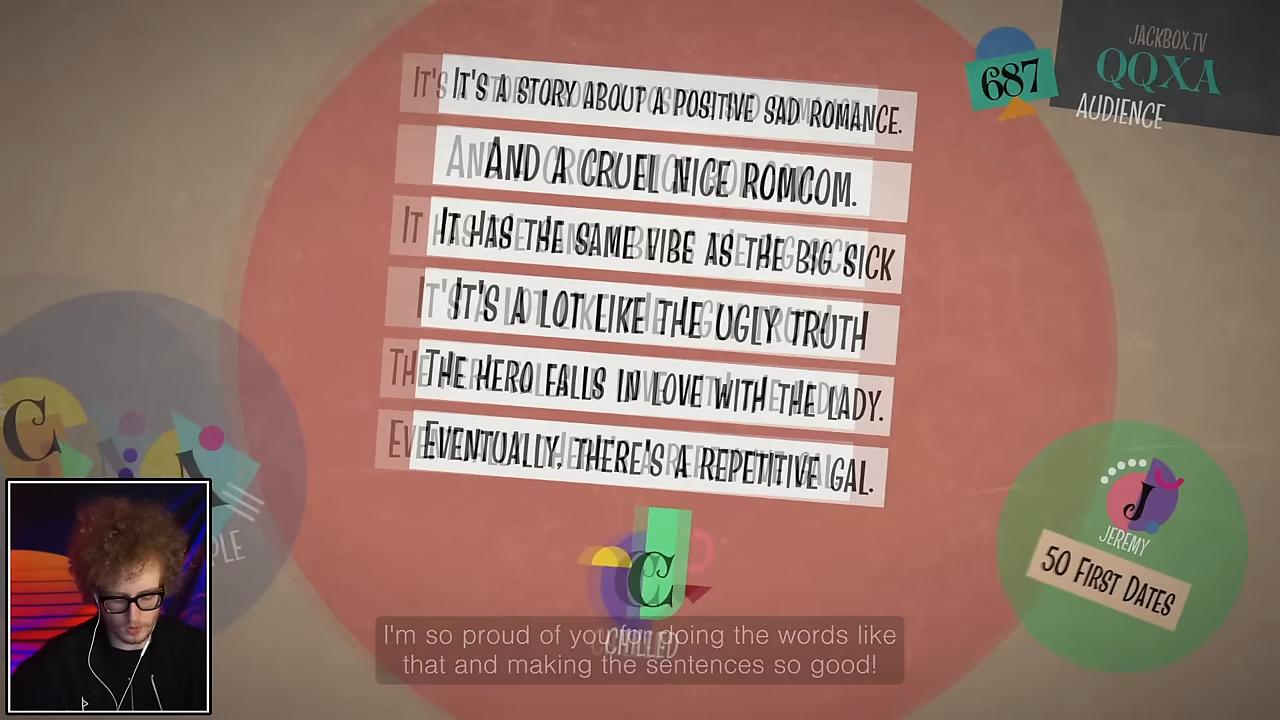 JACKBOX.TV
QQXA
687
AUDIENCE
IT'S A STORY ABOUT A POSITIVE SAD ROMANCE.
AND A CRUEL NICE ROMCOM.
IT HAS THE SAME VIBE AS THE BIG SICK
IT'S A LOT LIKE THE UGLY TRUTH
THE HERO FALLS IN LOVE WITH THE LADY.
EVENTUALLY, THERE'S A REPETITIVE GAL.
C
A
J
JEREMY
50 FIRST DATES
C
CHILLED
I'm so proud of you for doing the words like
that and making the sentences so good!